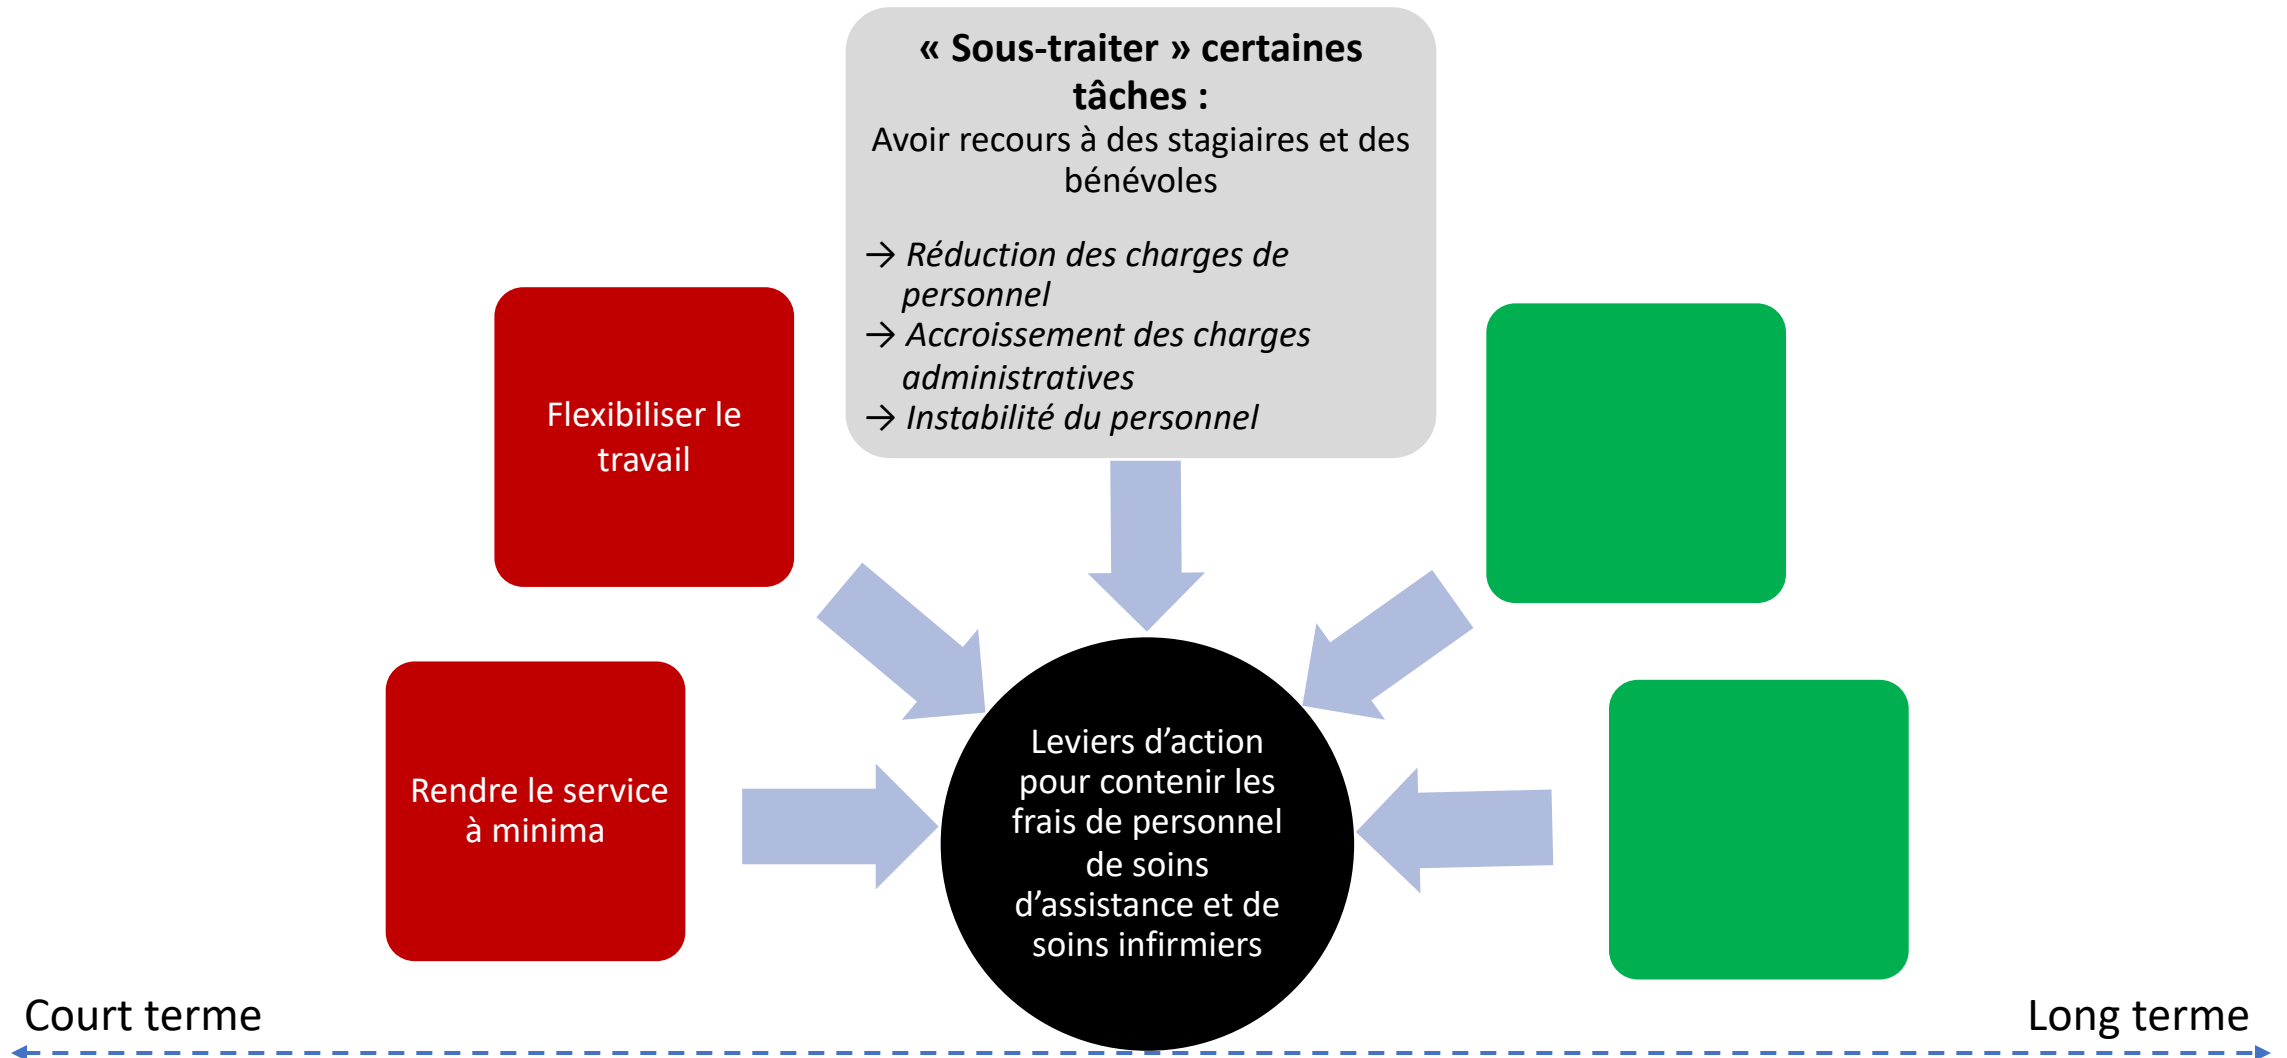 « Sous-traiter » certaines
tâches :
Avoir recours à des stagiaires et des
bénévoles
→ Réduction des charges de
personnel
→ Accroissement des charges
administratives
→ Instabilité du personnel
Flexibiliser le
travail
Rendre le service
à minima
Leviers d’action
pour contenir les
frais de personnel
de soins
d’assistance et de
soins infirmiers
Court terme
Long terme